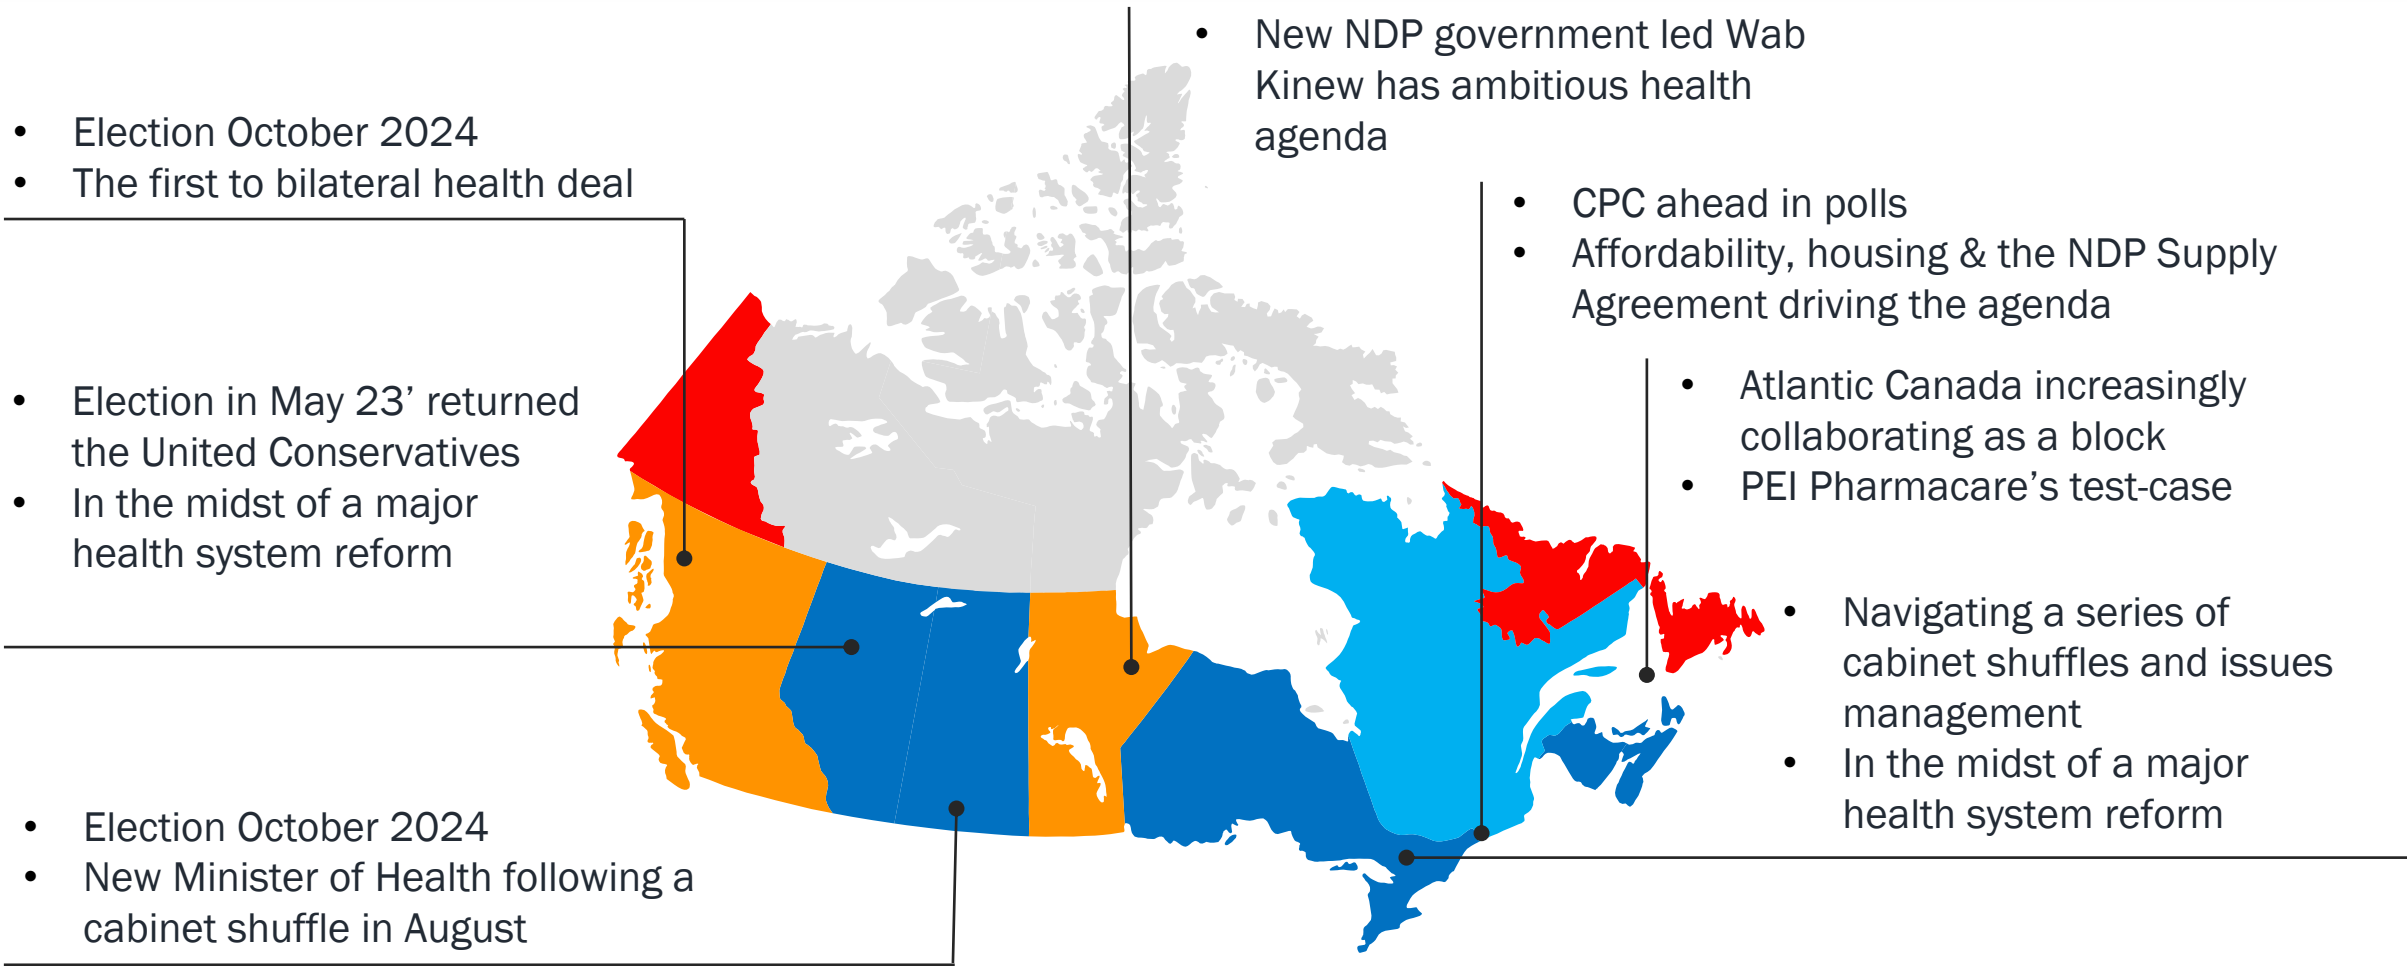 • New NDP government led Wab
Kinew has ambitious health
agenda
• Election October 2024
• The first to bilateral health deal
• CPC ahead in polls
• Affordability, housing & the NDP Supply
Agreement driving the agenda
• Election in May 23’ returned
the United Conservatives
• In the midst of a major
health system reform
• Atlantic Canada increasingly
collaborating as a block
• PEI Pharmacare’s test-case
• Navigating a series of
cabinet shuffles and issues
management
• In the midst of a major
health system reform
• Election October 2024
• New Minister of Health following a
cabinet shuffle in August